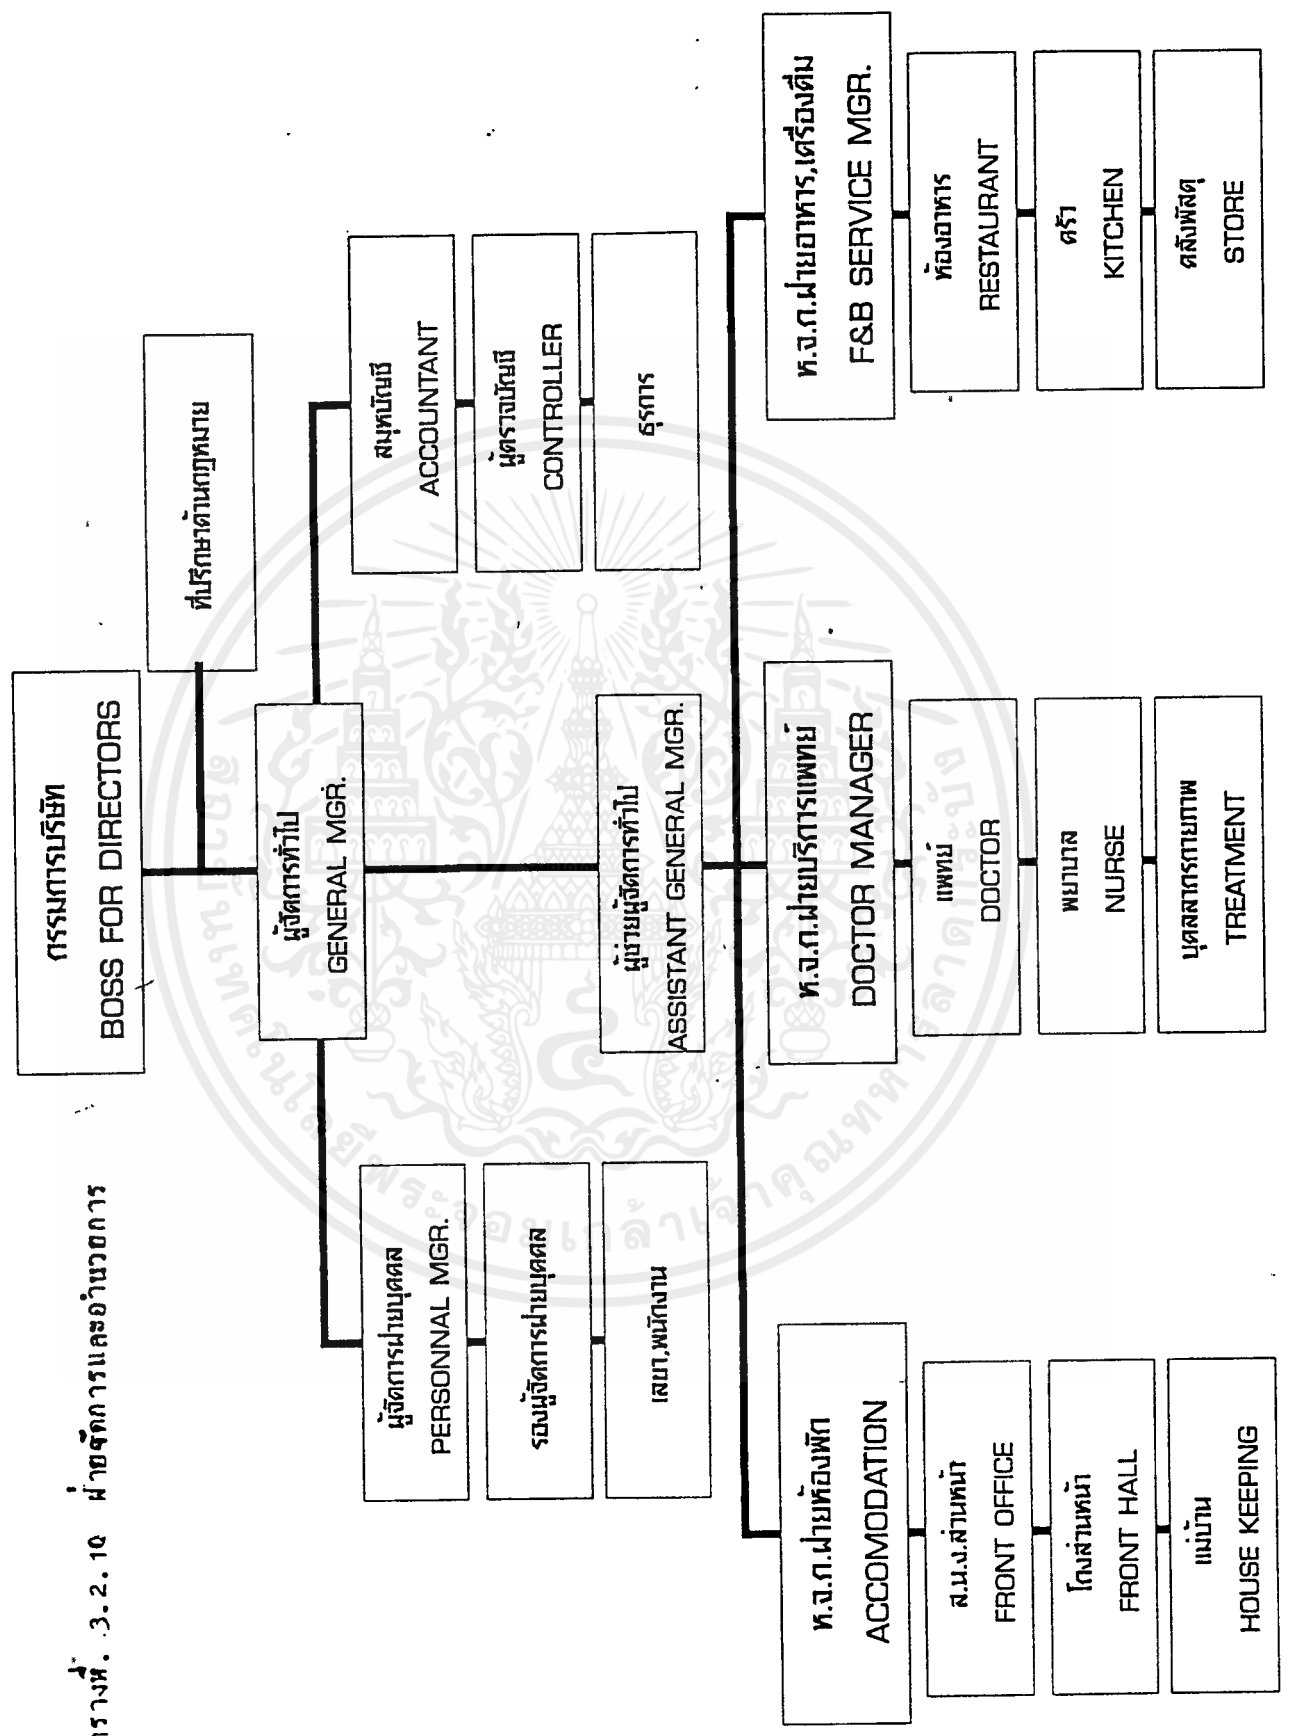 ตารางที่. 3.2.10 ฝ่ายจัดการและอำนวยการ
กรรมการบริษัท
BOSS FOR DIRECTORS
ที่ปรึกษาด้านกฎหมาย
ผู้จัดการทั่วไป
GENERAL MGR.
ผู้จัดการฝ่ายบุคคล
PERSONNAL MGR.
รองผู้จัดการฝ่ายบุคคล
เลขา,พนักงาน
สมุหบัญชี
ACCOUNTANT
ผู้ตรวจบัญชี
CONTROLLER
ธุรการ
ผู้ช่วยผู้จัดการทั่วไป
ASSISTANT GENERAL MGR.
ห.จ.ก.ฝ่ายห้องพัก
ACCOMODATION
ส.น.ง.ส่วนหน้า
FRONT OFFICE
โถงส่วนหน้า
FRONT HALL
แม่บ้าน
HOUSE KEEPING
ห.จ.ก.ฝ่ายบริการแพทย์
DOCTOR MANAGER
แพทย์
DOCTOR
พยาบาล
NURSE
บุคลลากรกายภาพ
TREATMENT
ห.จ.ก.ฝ่ายอาหาร,เครื่องดื่ม
F&B SERVICE MGR.
ห้องอาหาร
RESTAURANT
ครัว
KITCHEN
คลังพัสดุ
STORE